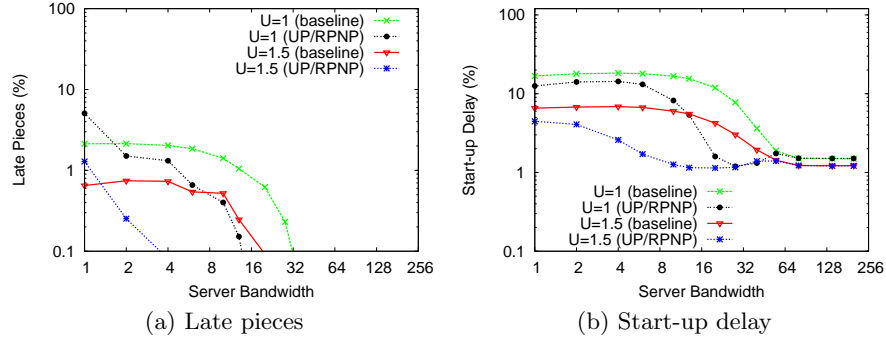 100
10
1
0.1
1 2 4 8 16 32 64 128 256
Late Pieces (%)
Server Bandwidth
U=1 (baseline)
U=1 (UP/RPNP)
U=1.5 (baseline)
U=1.5 (UP/RPNP)
(a) Late pieces
100
10
1
0.1
1 2 4 8 16 32 64 128 256
Start-up Delay (%)
Server Bandwidth
U=1 (baseline)
U=1 (UP/RPNP)
U=1.5 (baseline)
U=1.5 (UP/RPNP)
(b) Start-up delay